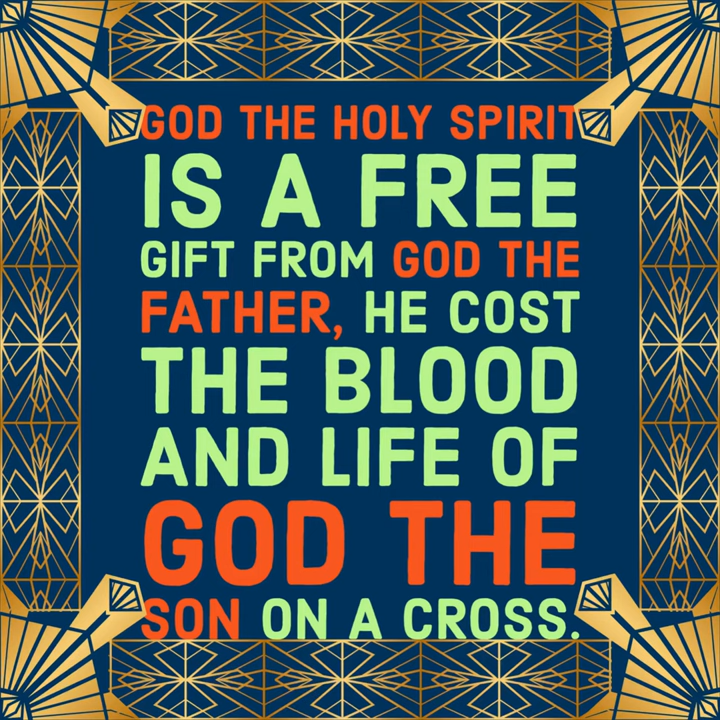 GOD THE HOLY SPIRIT
IS A FREE
GIFT FROM GOD THE
FATHER, HE COST
THE BLOOD
AND LIFE OF
GOD THE
SON ON A CROSS.